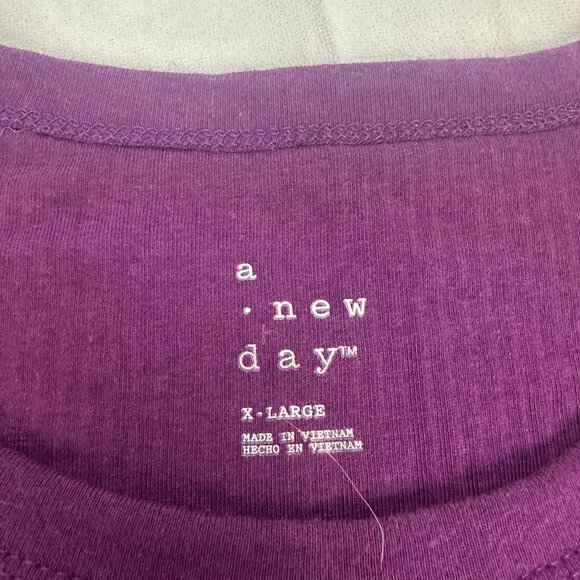 a
· new
day™
X-LARGE
MADE IN VIETNAM
HECHO EN VIETNAM